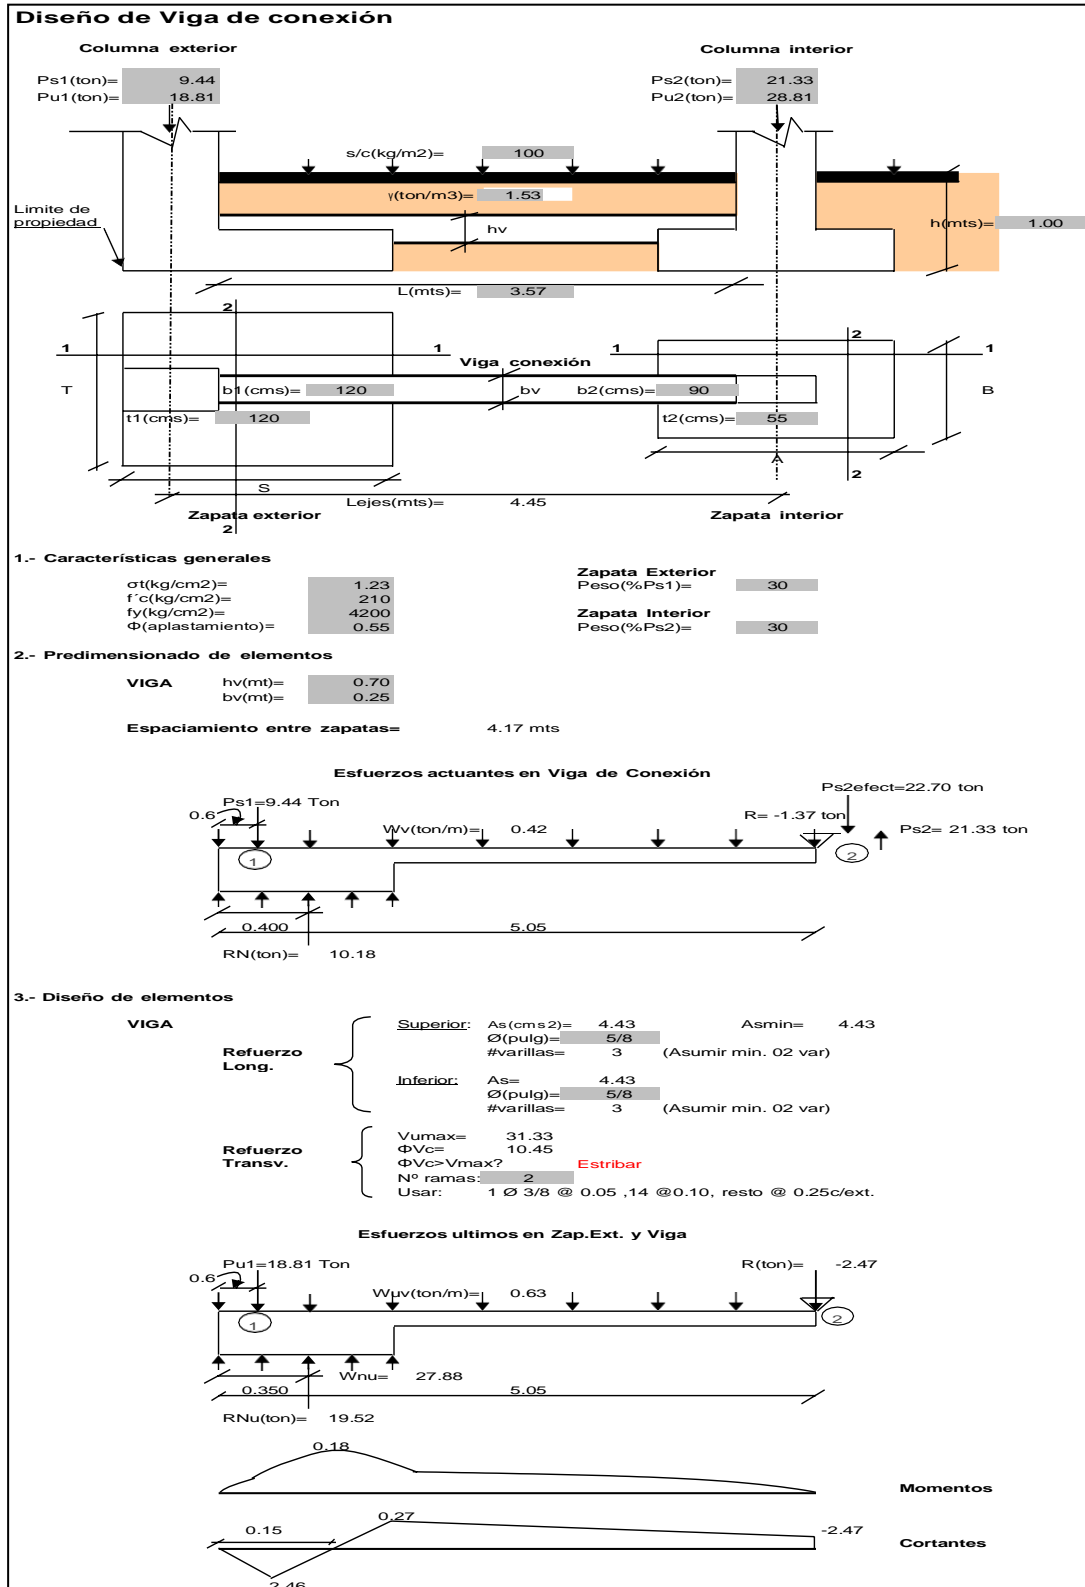 Diseño de Viga de conexión
Columna exterior Columna interior
Ps1(ton)= 9.44 Ps2(ton)= 21.33
Pu1(ton)= 18.81 Pu2(ton)= 28.81
s/c(kg/m2)= 100
γ(ton/m3)= 1.53
Limite de
propiedad
hv
h(mts)= 1.00
L(mts)= 3.57
2
2
1 1 1 1
Viga conexión
T b1(cms)= 120 bv b2(cms)= 90 B
t1(cms)= 120 t2(cms)= 55
A
S
2
Lejes(mts)= 4.45
Zapata exterior Zapata interior
2
1.- Características generales
σt(kg/cm2)= 1.23
f´c(kg/cm2)= 210
fy(kg/cm2)= 4200
Φ(aplastamiento)= 0.55
Zapata Exterior
Peso(%Ps1)= 30
Zapata Interior
Peso(%Ps2)= 30
2.- Predimensionado de elementos
VIGA hv(mt)= 0.70
bv(mt)= 0.25
Espaciamiento entre zapatas= 4.17 mts
Esfuerzos actuantes en Viga de Conexión
Ps2efect=22.70 ton
Ps1=9.44 Ton
0.6 R= -1.37 ton
Wv(ton/m)= 0.42 Ps2= 21.33 ton
1 2
0.400 5.05
RN(ton)= 10.18
3.- Diseño de elementos
VIGA
Refuerzo
Long.
Superior: As(cms2)= 4.43 Asmin= 4.43
Ø(pulg)= 5/8
#varillas= 3 (Asumir min. 02 var)
Inferior: As= 4.43
Ø(pulg)= 5/8
#varillas= 3 (Asumir min. 02 var)
Refuerzo
Transv.
Vumax= 31.33
ΦVc= 10.45
ΦVc>Vmax? Estribar
Nº ramas: 2
Usar: 1 Ø 3/8 @ 0.05 ,14 @0.10, resto @ 0.25c/ext.
Esfuerzos ultimos en Zap.Ext. y Viga
Pu1=18.81 Ton R(ton)= -2.47
0.6
Wuv(ton/m)= 0.63
1 2
Wnu= 27.88
0.350 5.05
RNu(ton)= 19.52
0.18
Momentos
0.27
0.15 -2.47
Cortantes
-2.46